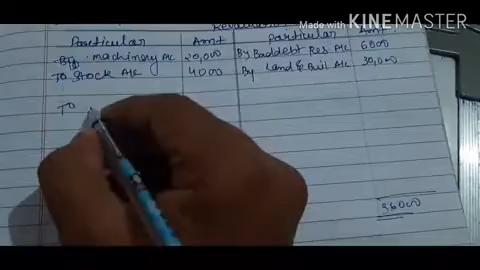 Made with KINEMASTER
Particular Amt Particular Amt
machinery A/c 20,000 By Baddebt Res A/c 6000
To Stock A/c 4000 By Land & Buil A/c 30,000
To
36000